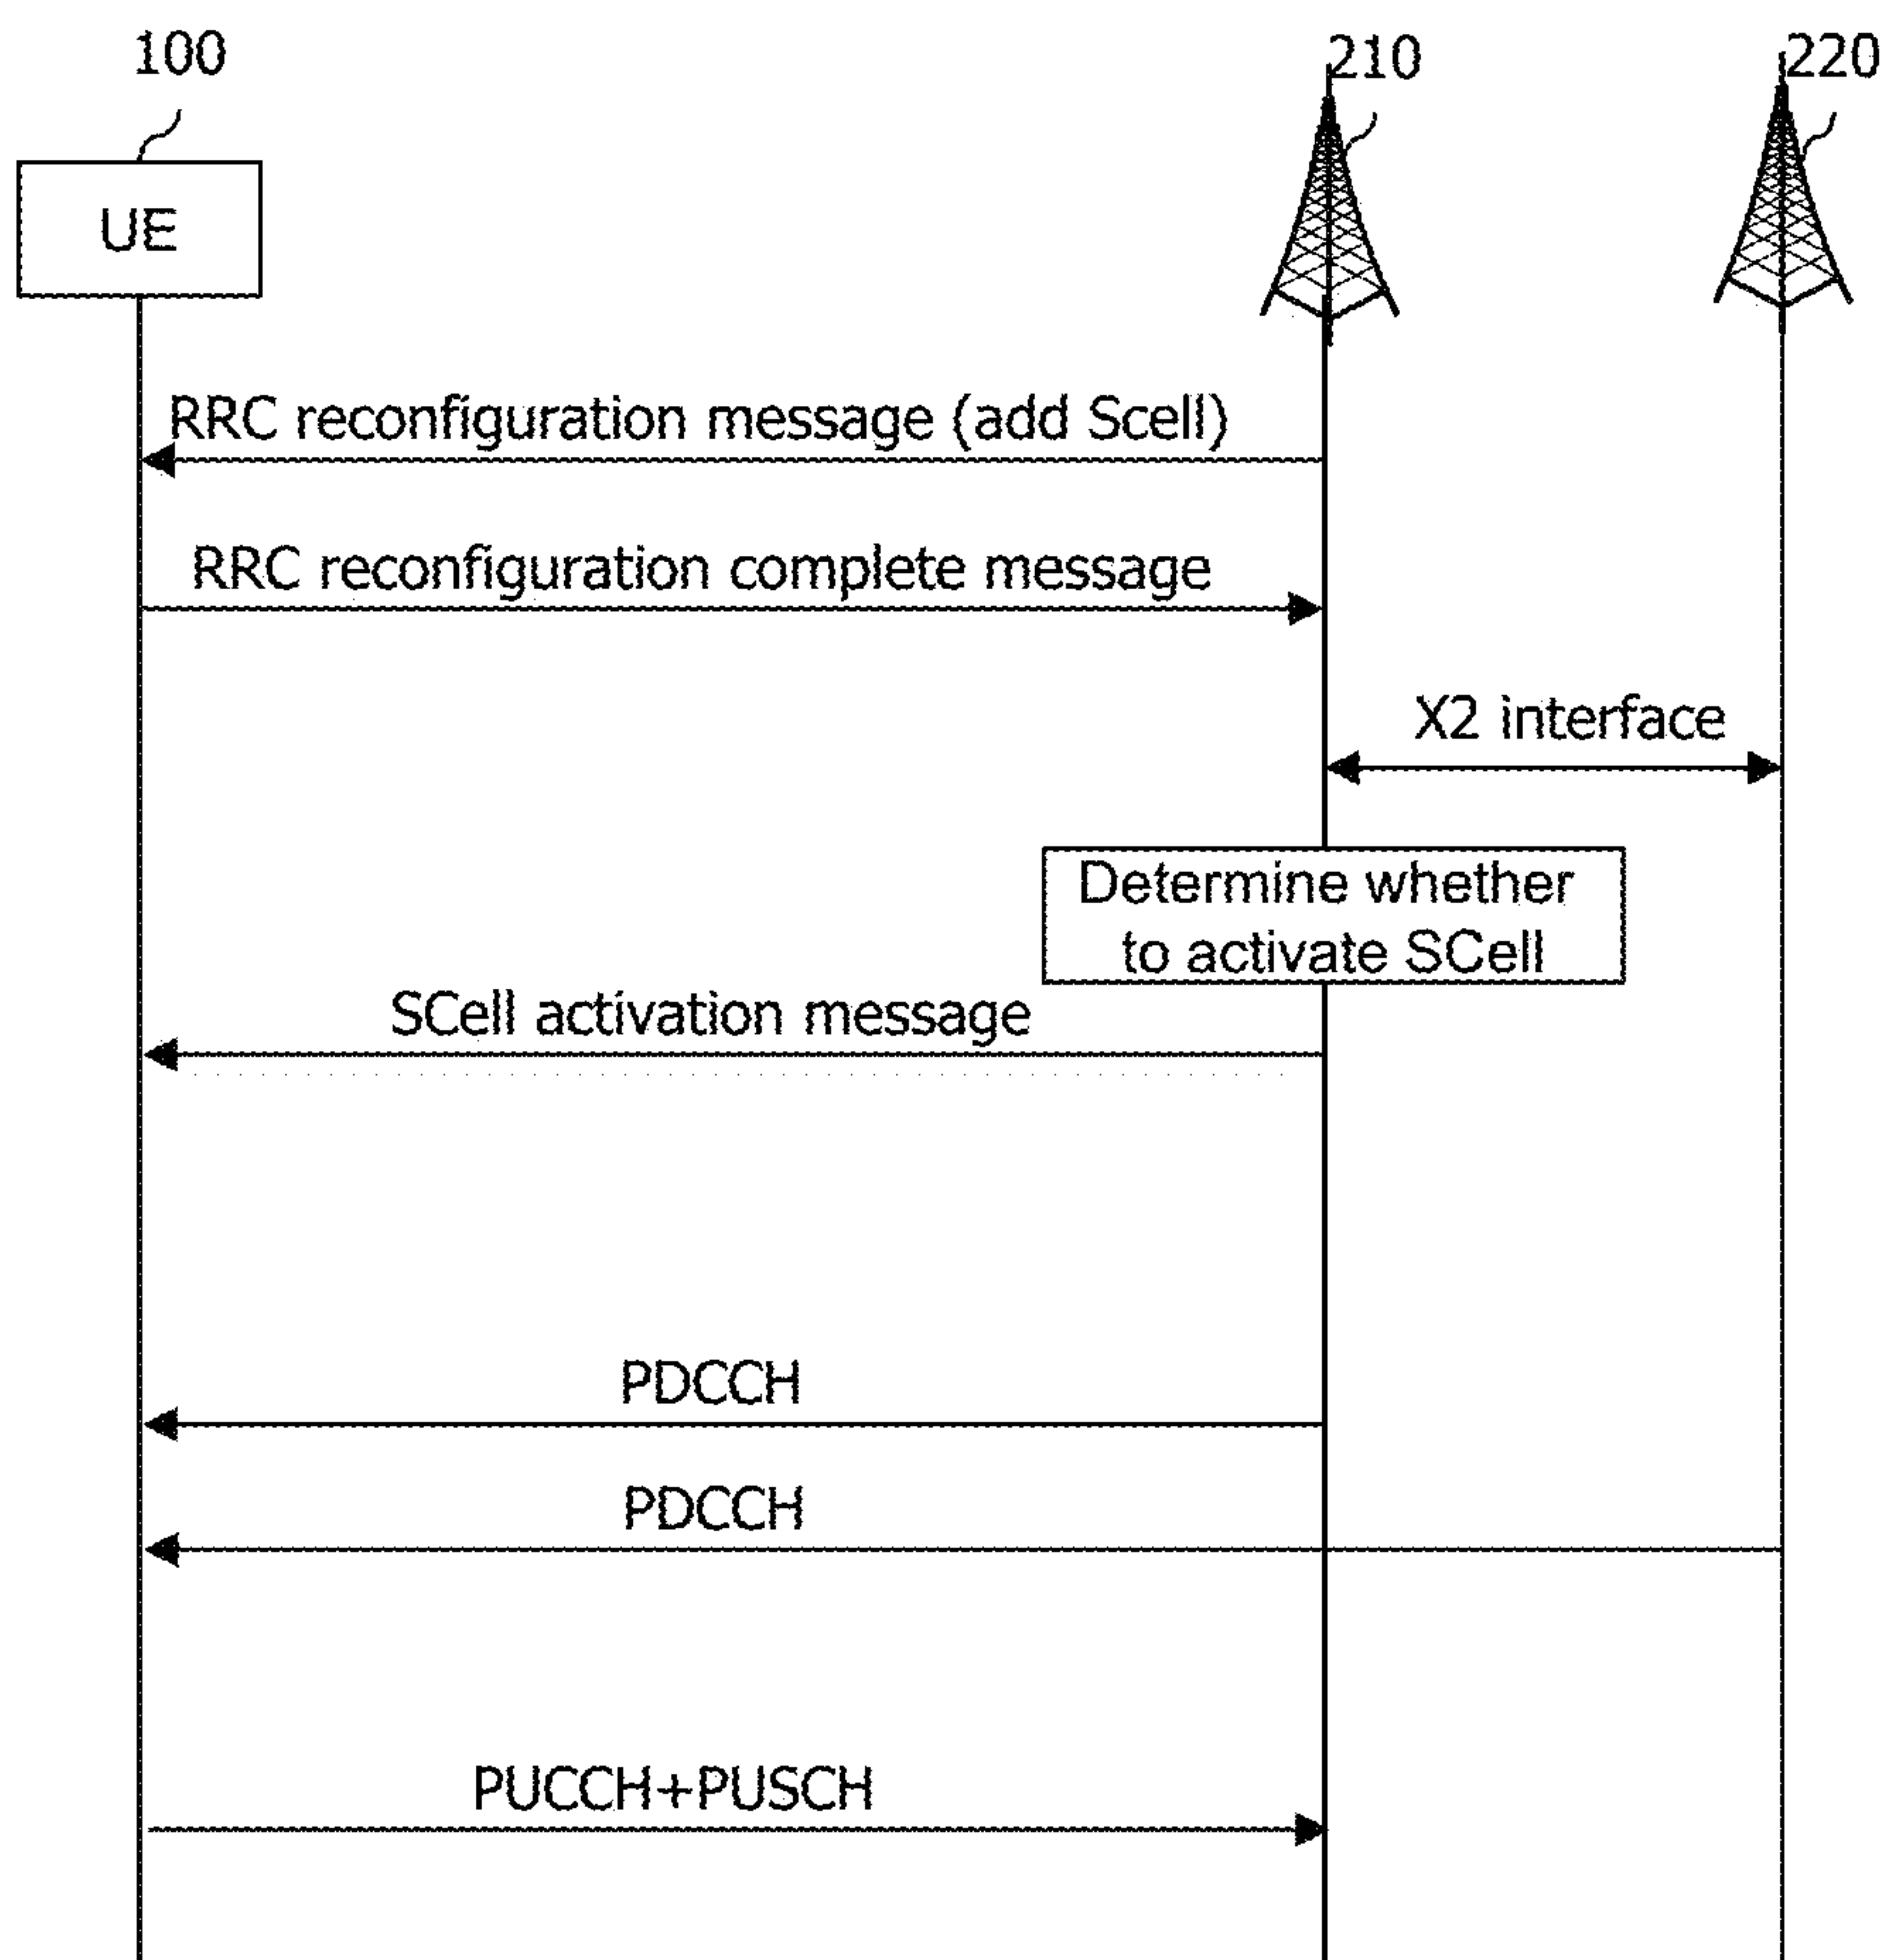 100
210
220
UE
RRC reconfiguration message (add Scell)
RRC reconfiguration complete message
X2 interface
Determine whether
to activate SCell
SCell activation message
PDCCH
PDCCH
PUCCH+PUSCH